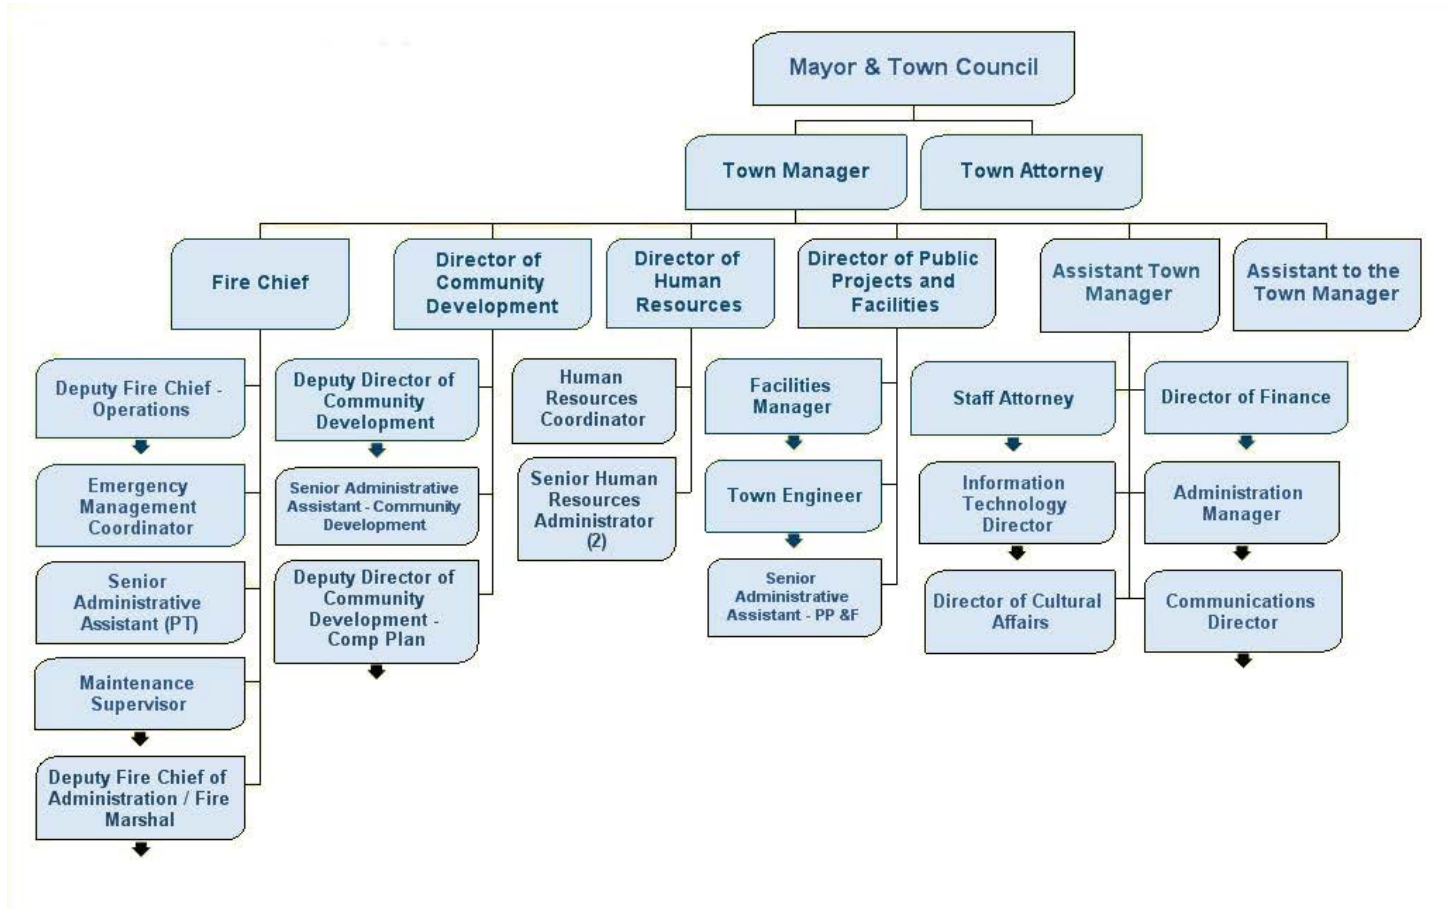 Mayor & Town Council
Town Manager
Town Attorney
Fire Chief
Director of
Community
Development
Director of
Human
Resources
Director of Public
Projects and
Facilities
Assistant Town
Manager
Assistant to the
Town Manager
Deputy Fire Chief -
Operations
Emergency
Management
Coordinator
Senior
Administrative
Assistant (PT)
Maintenance
Supervisor
Deputy Fire Chief of
Administration / Fire
Marshal
Deputy Director of
Community
Development
Senior Administrative
Assistant - Community
Development
Deputy Director of
Community
Development -
Comp Plan
Human
Resources
Coordinator
Senior Human
Resources
Administrator
(2)
Facilities
Manager
Town Engineer
Senior
Administrative
Assistant - PP &F
Staff Attorney
Information
Technology
Director
Director of Cultural
Affairs
Director of Finance
Administration
Manager
Communications
Director